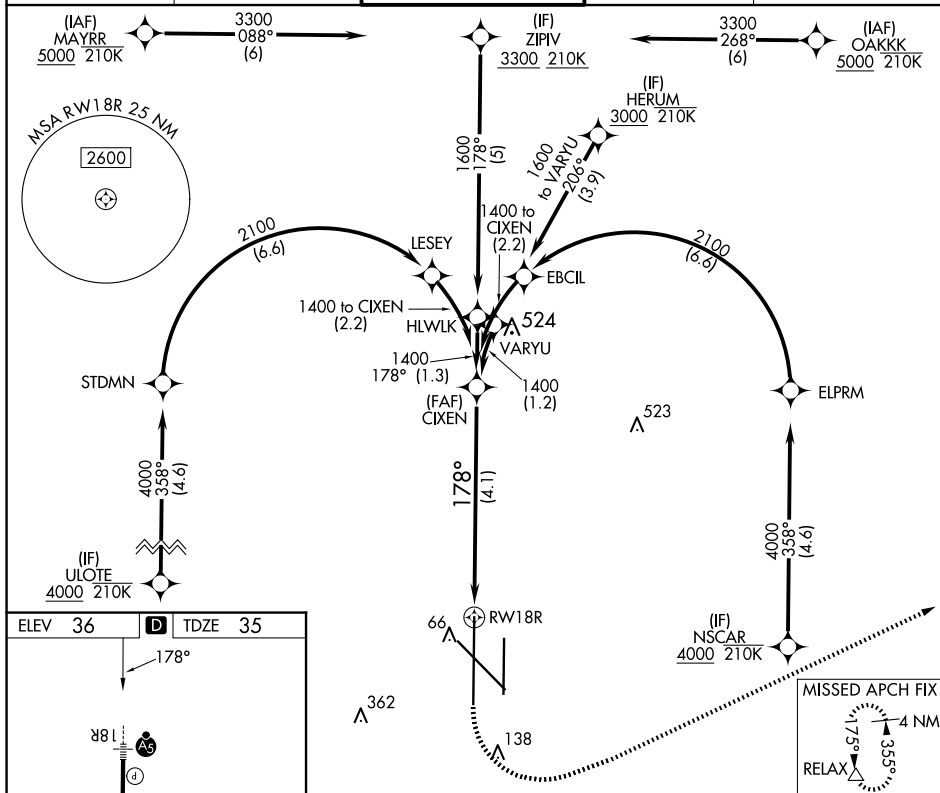 (IAF)
MAYRR
5000 210K
3300
088°
(6)
(IF)
ZIPIV
3300 210K
3300
268°
(6)
(IAF)
OAKKK
5000 210K
MSA RW18R 25 NM
2600
(IF)
HERUM
3000 210K
1600
178°
(5)
1600
to VARYU
206°
(3.9)
1400 to
CIXEN
(2.2)
2100
(6.6)
LESEY
EBCIL
2100
(6.6)
1400 to CIXEN
(2.2)
HLWLK
524
VARYU
1400
178° (1.3)
1400
(1.2)
STDMN
(FAF)
CIXEN
ELPRM
523
178°
(4.1)
4000
358°
(4.6)
4000
358°
(4.6)
(IF)
ULOTE
4000 210K
RW18R
66
(IF)
NSCAR
4000 210K
ELEV 36
D
TDZE 35
178°
18R
A5
P
362
138
MISSED APCH FIX
4 NM
175°
355°
RELAX